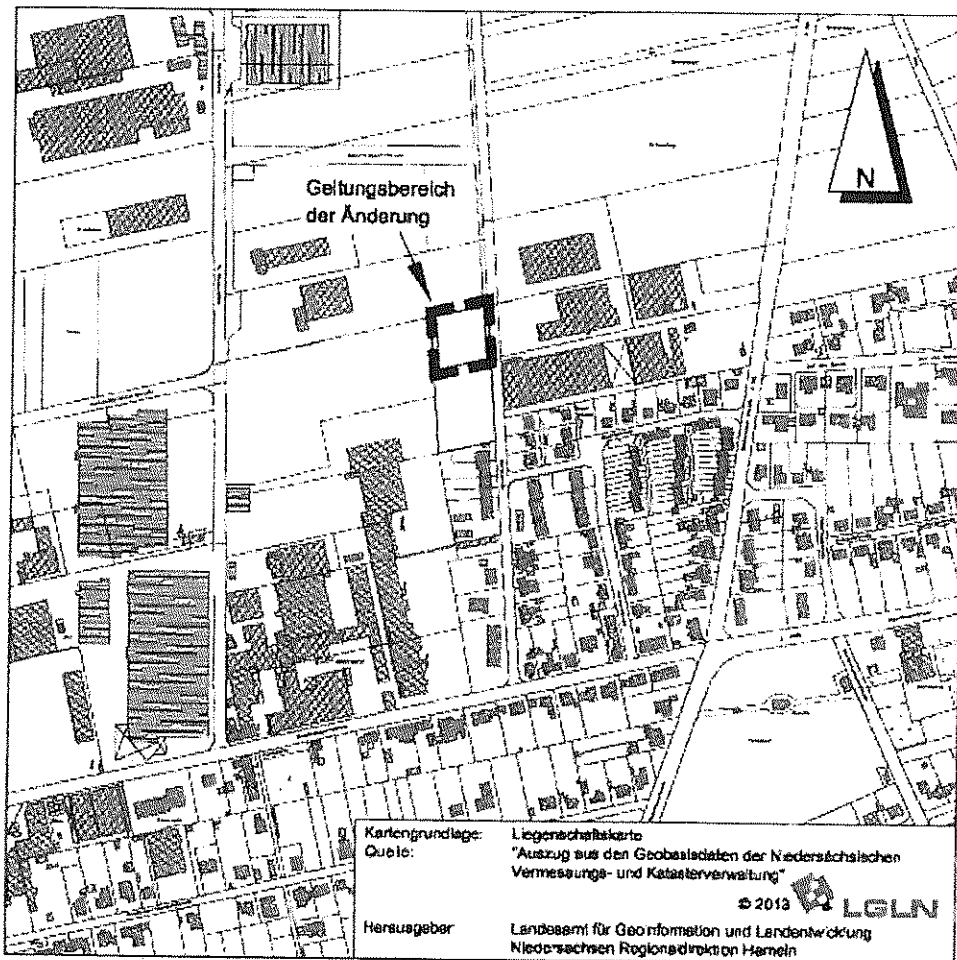 Geltungsbereich
der Änderung
N
Kartengrundlage: Liegenschaftskarte
Quelle: "Auszug aus den Geobasisdaten der Niedersächsischen
Vermessungs- und Katasterverwaltung"
© 2013 LGLN
Herausgeber Landesamt für Geoinformation und Landentwicklung
Niedersachsen Regionaldirektion Hameln